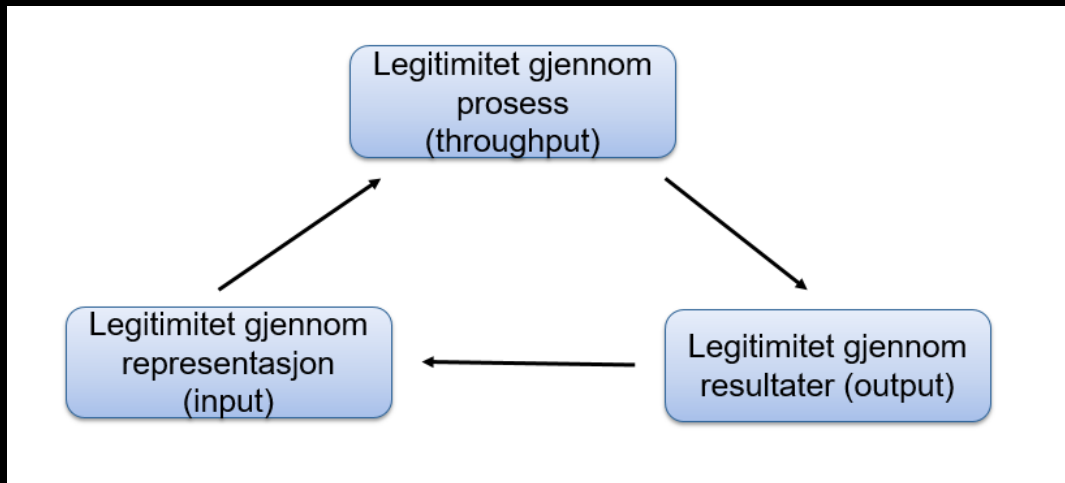 Legitimitet gjennom
prosess
(throughput)
Legitimitet gjennom
representasjon
(input)
Legitimitet gjennom
resultater (output)